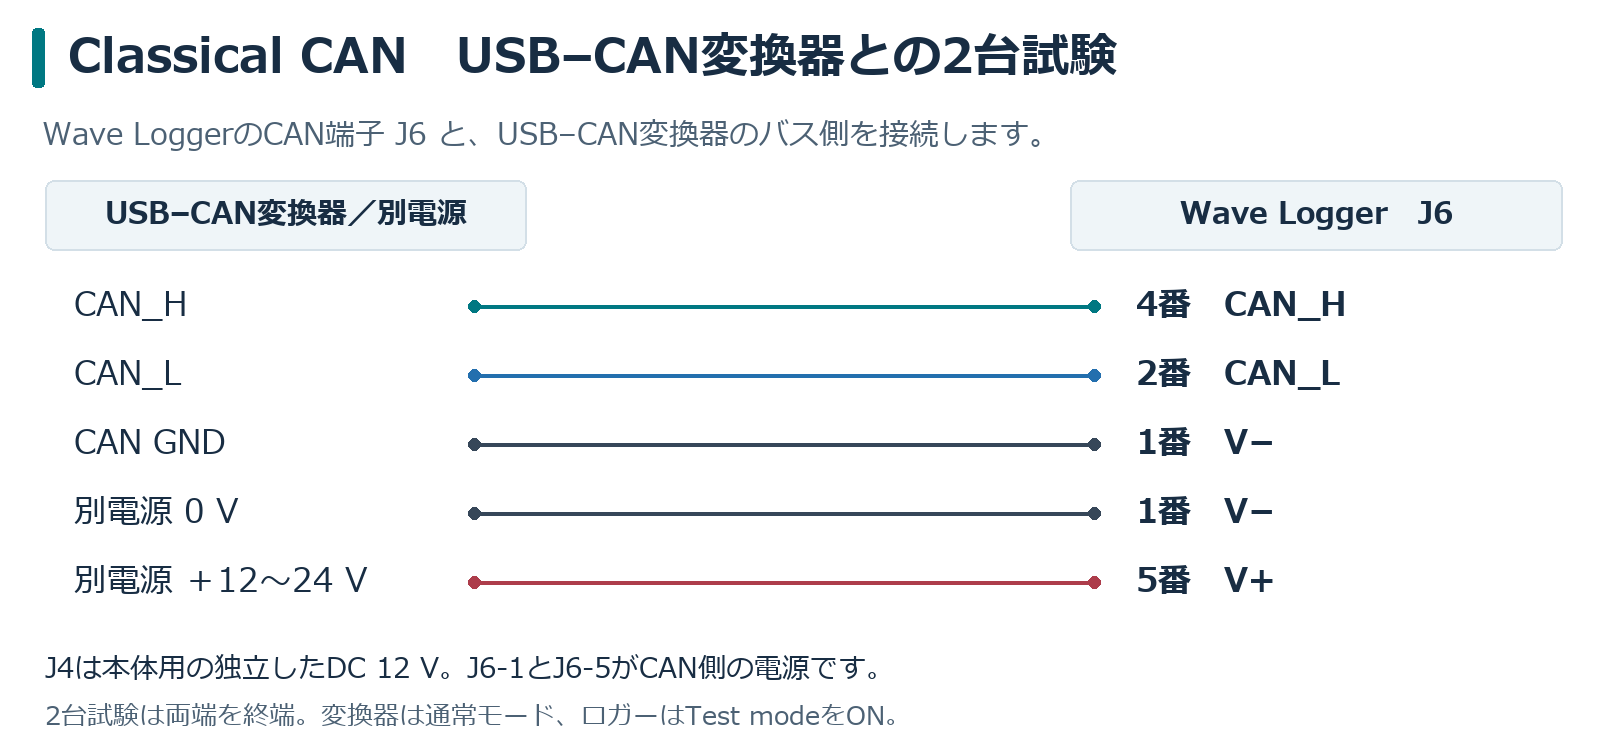 Classical CAN　USB–CAN変換器との2台試験
Wave LoggerのCAN端子 J6 と、USB–CAN変換器のバス側を接続します。
USB–CAN変換器／別電源
Wave Logger　J6
CAN_H
4番　CAN_H
CAN_L
2番　CAN_L
CAN GND
1番　V−
別電源 0 V
1番　V−
別電源 ＋12～24 V
5番　V+
J4は本体用の独立したDC 12 V。J6-1とJ6-5がCAN側の電源です。
2台試験は両端を終端。変換器は通常モード、ロガーはTest modeをON。